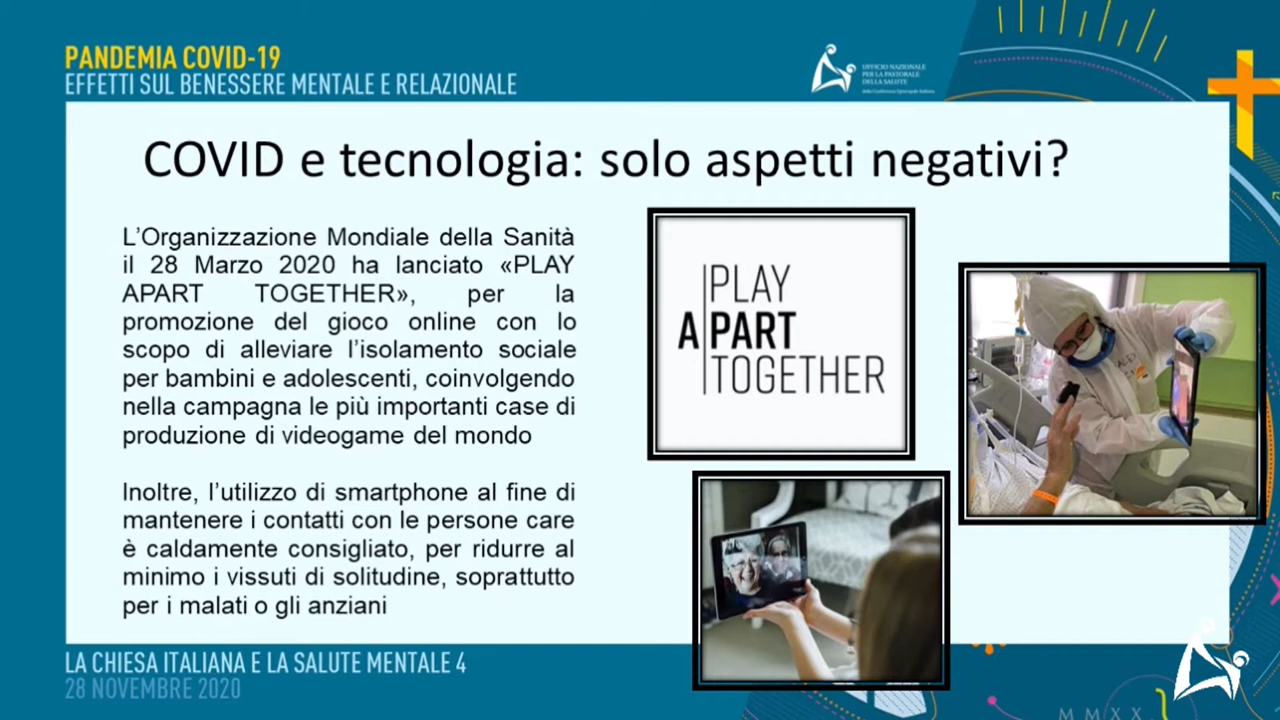 PANDEMIA COVID-19
EFFETTI SUL BENESSERE MENTALE E RELAZIONALE
UFFICIO NAZIONALE
PER LA PASTORALE
DELLA SALUTE
della Conferenza Episcopale Italiana
COVID e tecnologia: solo aspetti negativi?
L’Organizzazione Mondiale della Sanità
il 28 Marzo 2020 ha lanciato «PLAY
APART TOGETHER», per la
promozione del gioco online con lo
scopo di alleviare l’isolamento sociale
per bambini e adolescenti, coinvolgendo
nella campagna le più importanti case di
produzione di videogame del mondo
Inoltre, l’utilizzo di smartphone al fine di
mantenere i contatti con le persone care
è caldamente consigliato, per ridurre al
minimo i vissuti di solitudine, soprattutto
per i malati o gli anziani
PLAY
APART
TOGETHER
LA CHIESA ITALIANA E LA SALUTE MENTALE 4
28 NOVEMBRE 2020
MMXX